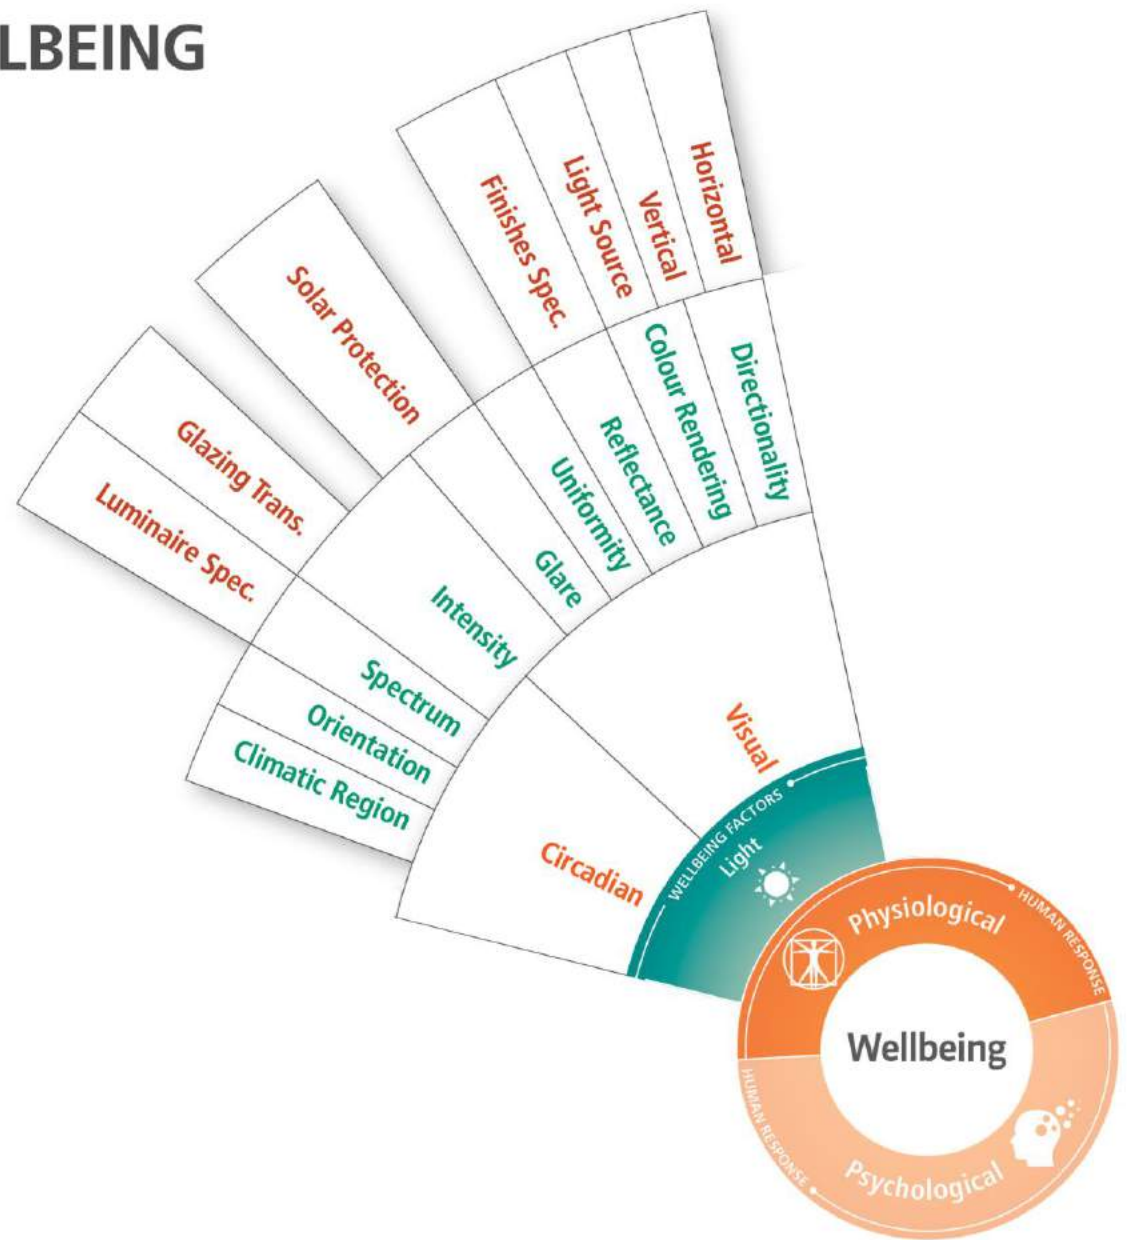 LBEING
Horizontal
Vertical
Light Source
Finishes Spec.
Solar Protection
Glazing Trans.
Luminaire Spec.
Directionality
Colour Rendering
Reflectance
Uniformity
Glare
Intensity
Spectrum
Orientation
Climatic Region
Visual
Circadian
WELLBEING FACTORS
Light
Physiological
HUMAN RESPONSE
Wellbeing
HUMAN RESPONSE
Psychological